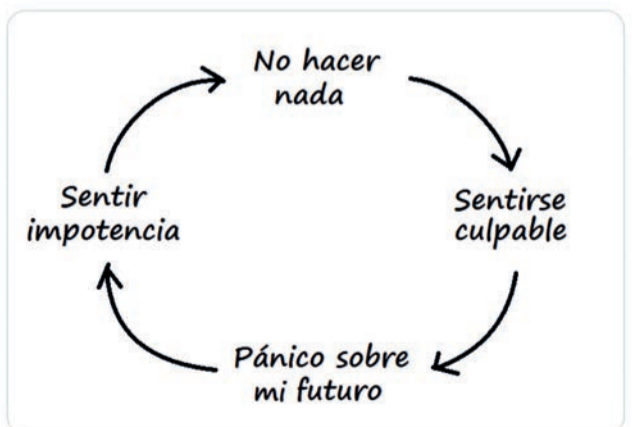 No hacer
nada
Sentirse
culpable
Pánico sobre
mi futuro
Sentir
impotencia